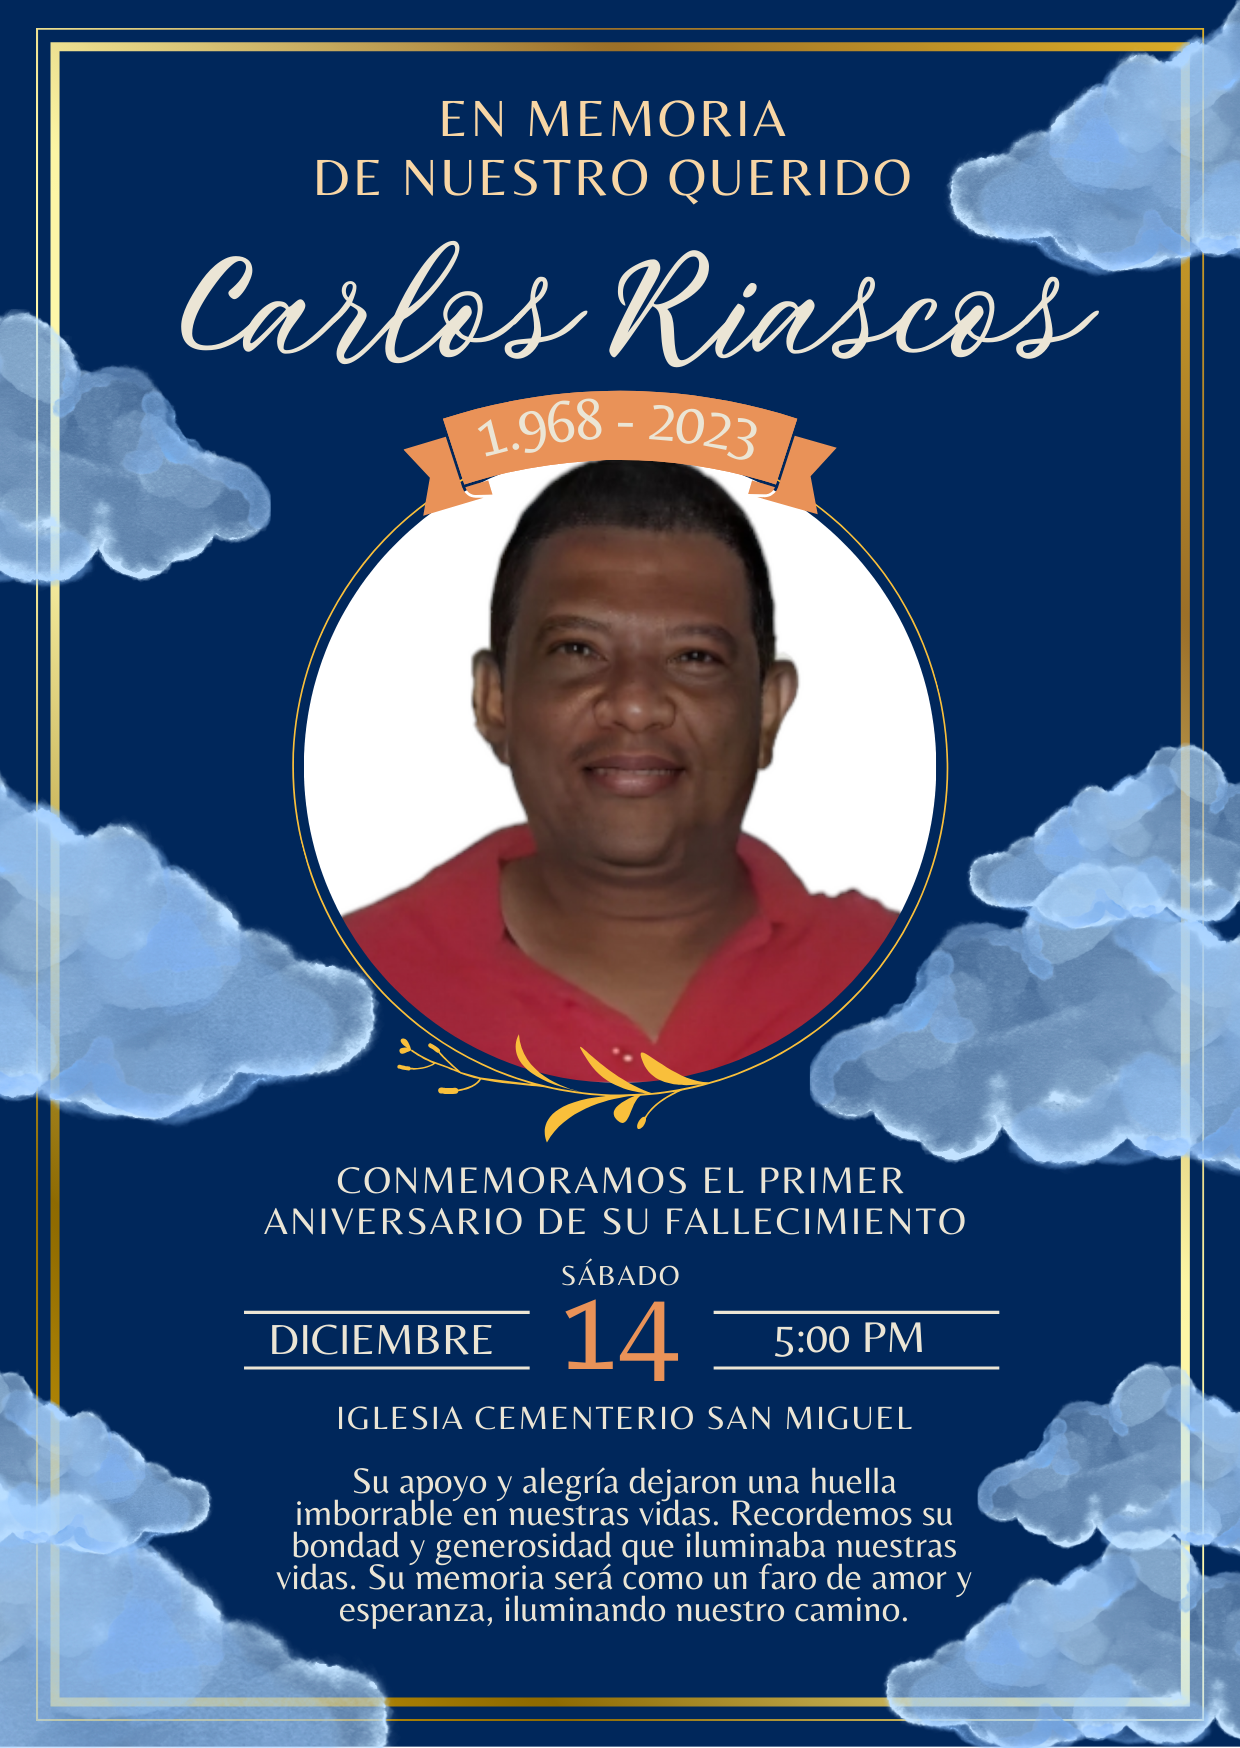 EN MEMORIA
DE NUESTRO QUERIDO
Carlos Riascos
1.968 - 2023
CONMEMORAMOS EL PRIMER
ANIVERSARIO DE SU FALLECIMIENTO
SÁBADO
DICIEMBRE 14 5:00 PM
IGLESIA CEMENTERIO SAN MIGUEL
Su apoyo y alegría dejaron una huella
imborrable en nuestras vidas. Recordemos su
bondad y generosidad que iluminaba nuestras
vidas. Su memoria será como un faro de amor y
esperanza, iluminando nuestro camino.